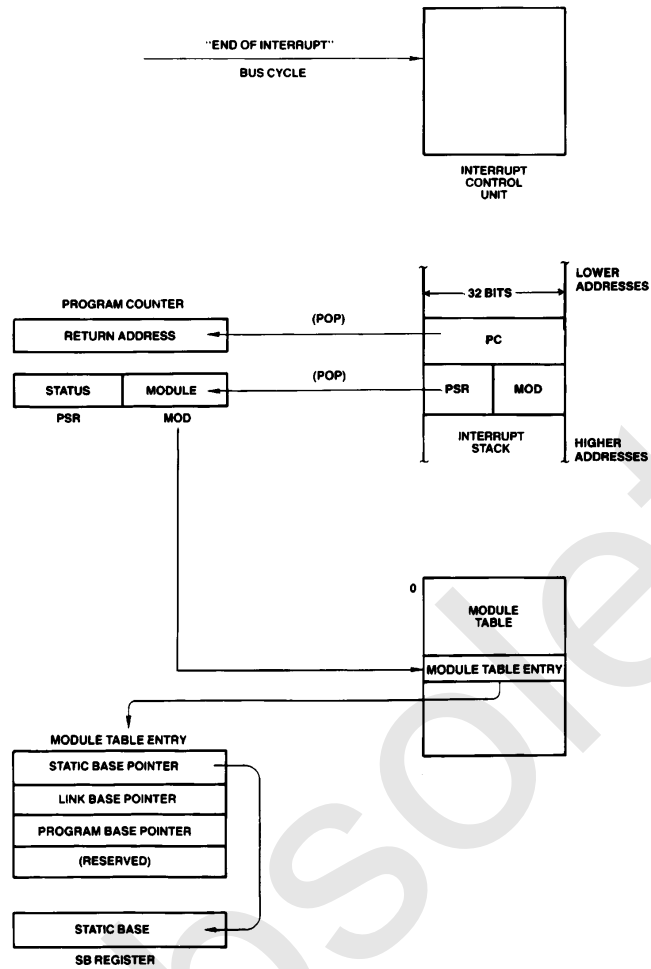 "END OF INTERRUPT"
BUS CYCLE
INTERRUPT
CONTROL
UNIT
LOWER
ADDRESSES
32 BITS
PROGRAM COUNTER
RETURN ADDRESS
(POP)
PC
STATUS
MODULE
(POP)
PSR
MOD
PSR
MOD
INTERRUPT
STACK
HIGHER
ADDRESSES
0
MODULE
TABLE
MODULE TABLE ENTRY
MODULE TABLE ENTRY
STATIC BASE POINTER
LINK BASE POINTER
PROGRAM BASE POINTER
(RESERVED)
STATIC BASE
SB REGISTER
bsolet